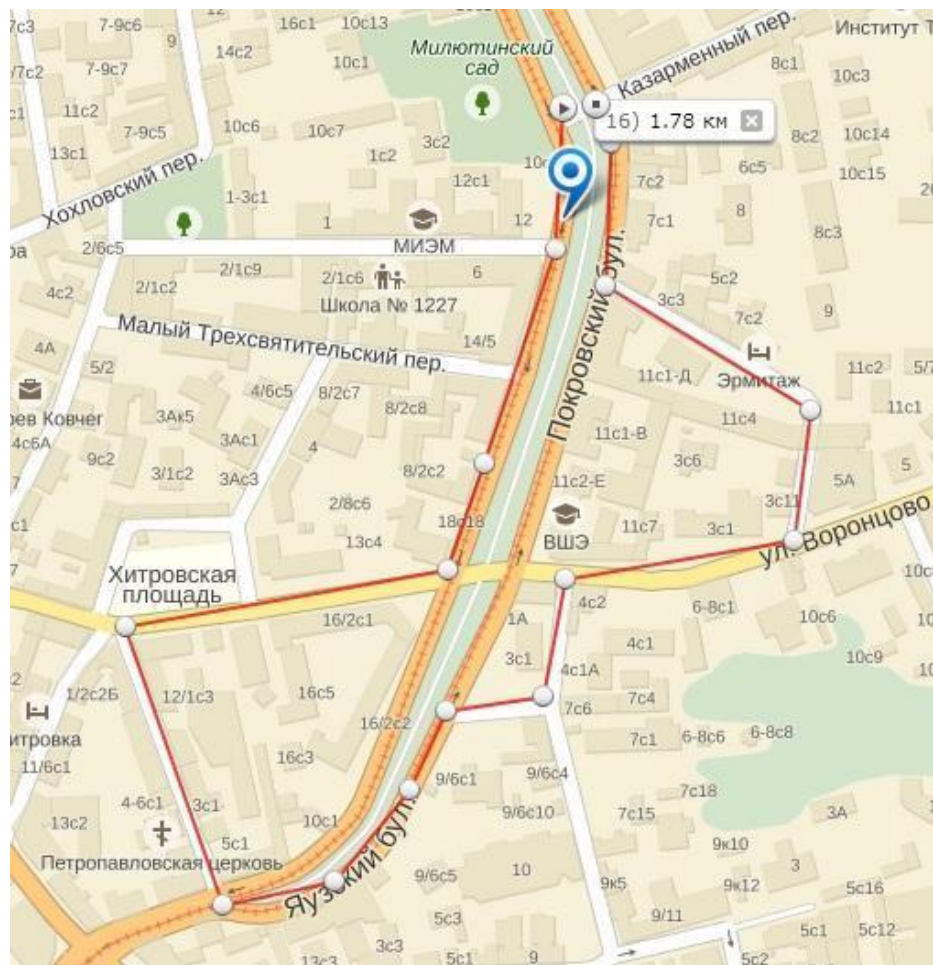 7-9с6
9
12
16с1
10с13
14с2
10с1
Милютинский
сад
Казарменный пер.
Институт Т
/7с2
7-9с7
8с1
10с3
11с2
7-9с5
10с6
10с7
3с2
16) 1.78 км
8с2
10с14
13с1
1с2
Хохловский пер.
12с1
7с2
6с5
10с15
1-3с1
1
12
7с1
8
МИЭМ
8с3
2/6с5
2/1с9
2/1с6
6
5с2
4с2
2/1с2
Школа № 1227
3с3
7с2
9
Малый Трехсвятительский пер.
14/5
Покровский бул.
4А
5/2
Эрмитаж
11с2
5/7
4/6с5
8/2с7
11с1-Д
11с1
8/2с8
ев Ковчег
3Ак5
11с4
4с6А
3Ас1
4
11с1-В
9с2
3/1с2
3Ас3
8/2с2
3с6
5А
5
11с2-Е
2/8с6
3с11
18с18
ВШЭ
11с7
3с1
ул. Воронцово
13с4
Хитровская
площадь
4с2
6-8с1
16/2с1
1А
10с6
4с1
3с1
4с1А
10с9
1/2с2Б
12/1с3
16с5
7с4
7с6
16/2с2
итровка
7с1
6-8с6
6-8с8
11/6с1
16с3
9/6с1
9/6с4
7с18
4-6с1
3с1
9/6с10
7с15
3А
13с2
10с1
5с1
9к10
Петропавловская церковь
3
Яузский бул.
9/6с5
10
9к5
9к12
5с16
5с3
9/11
5с1
5с12
3с3
13с3
5с1
9
5с2